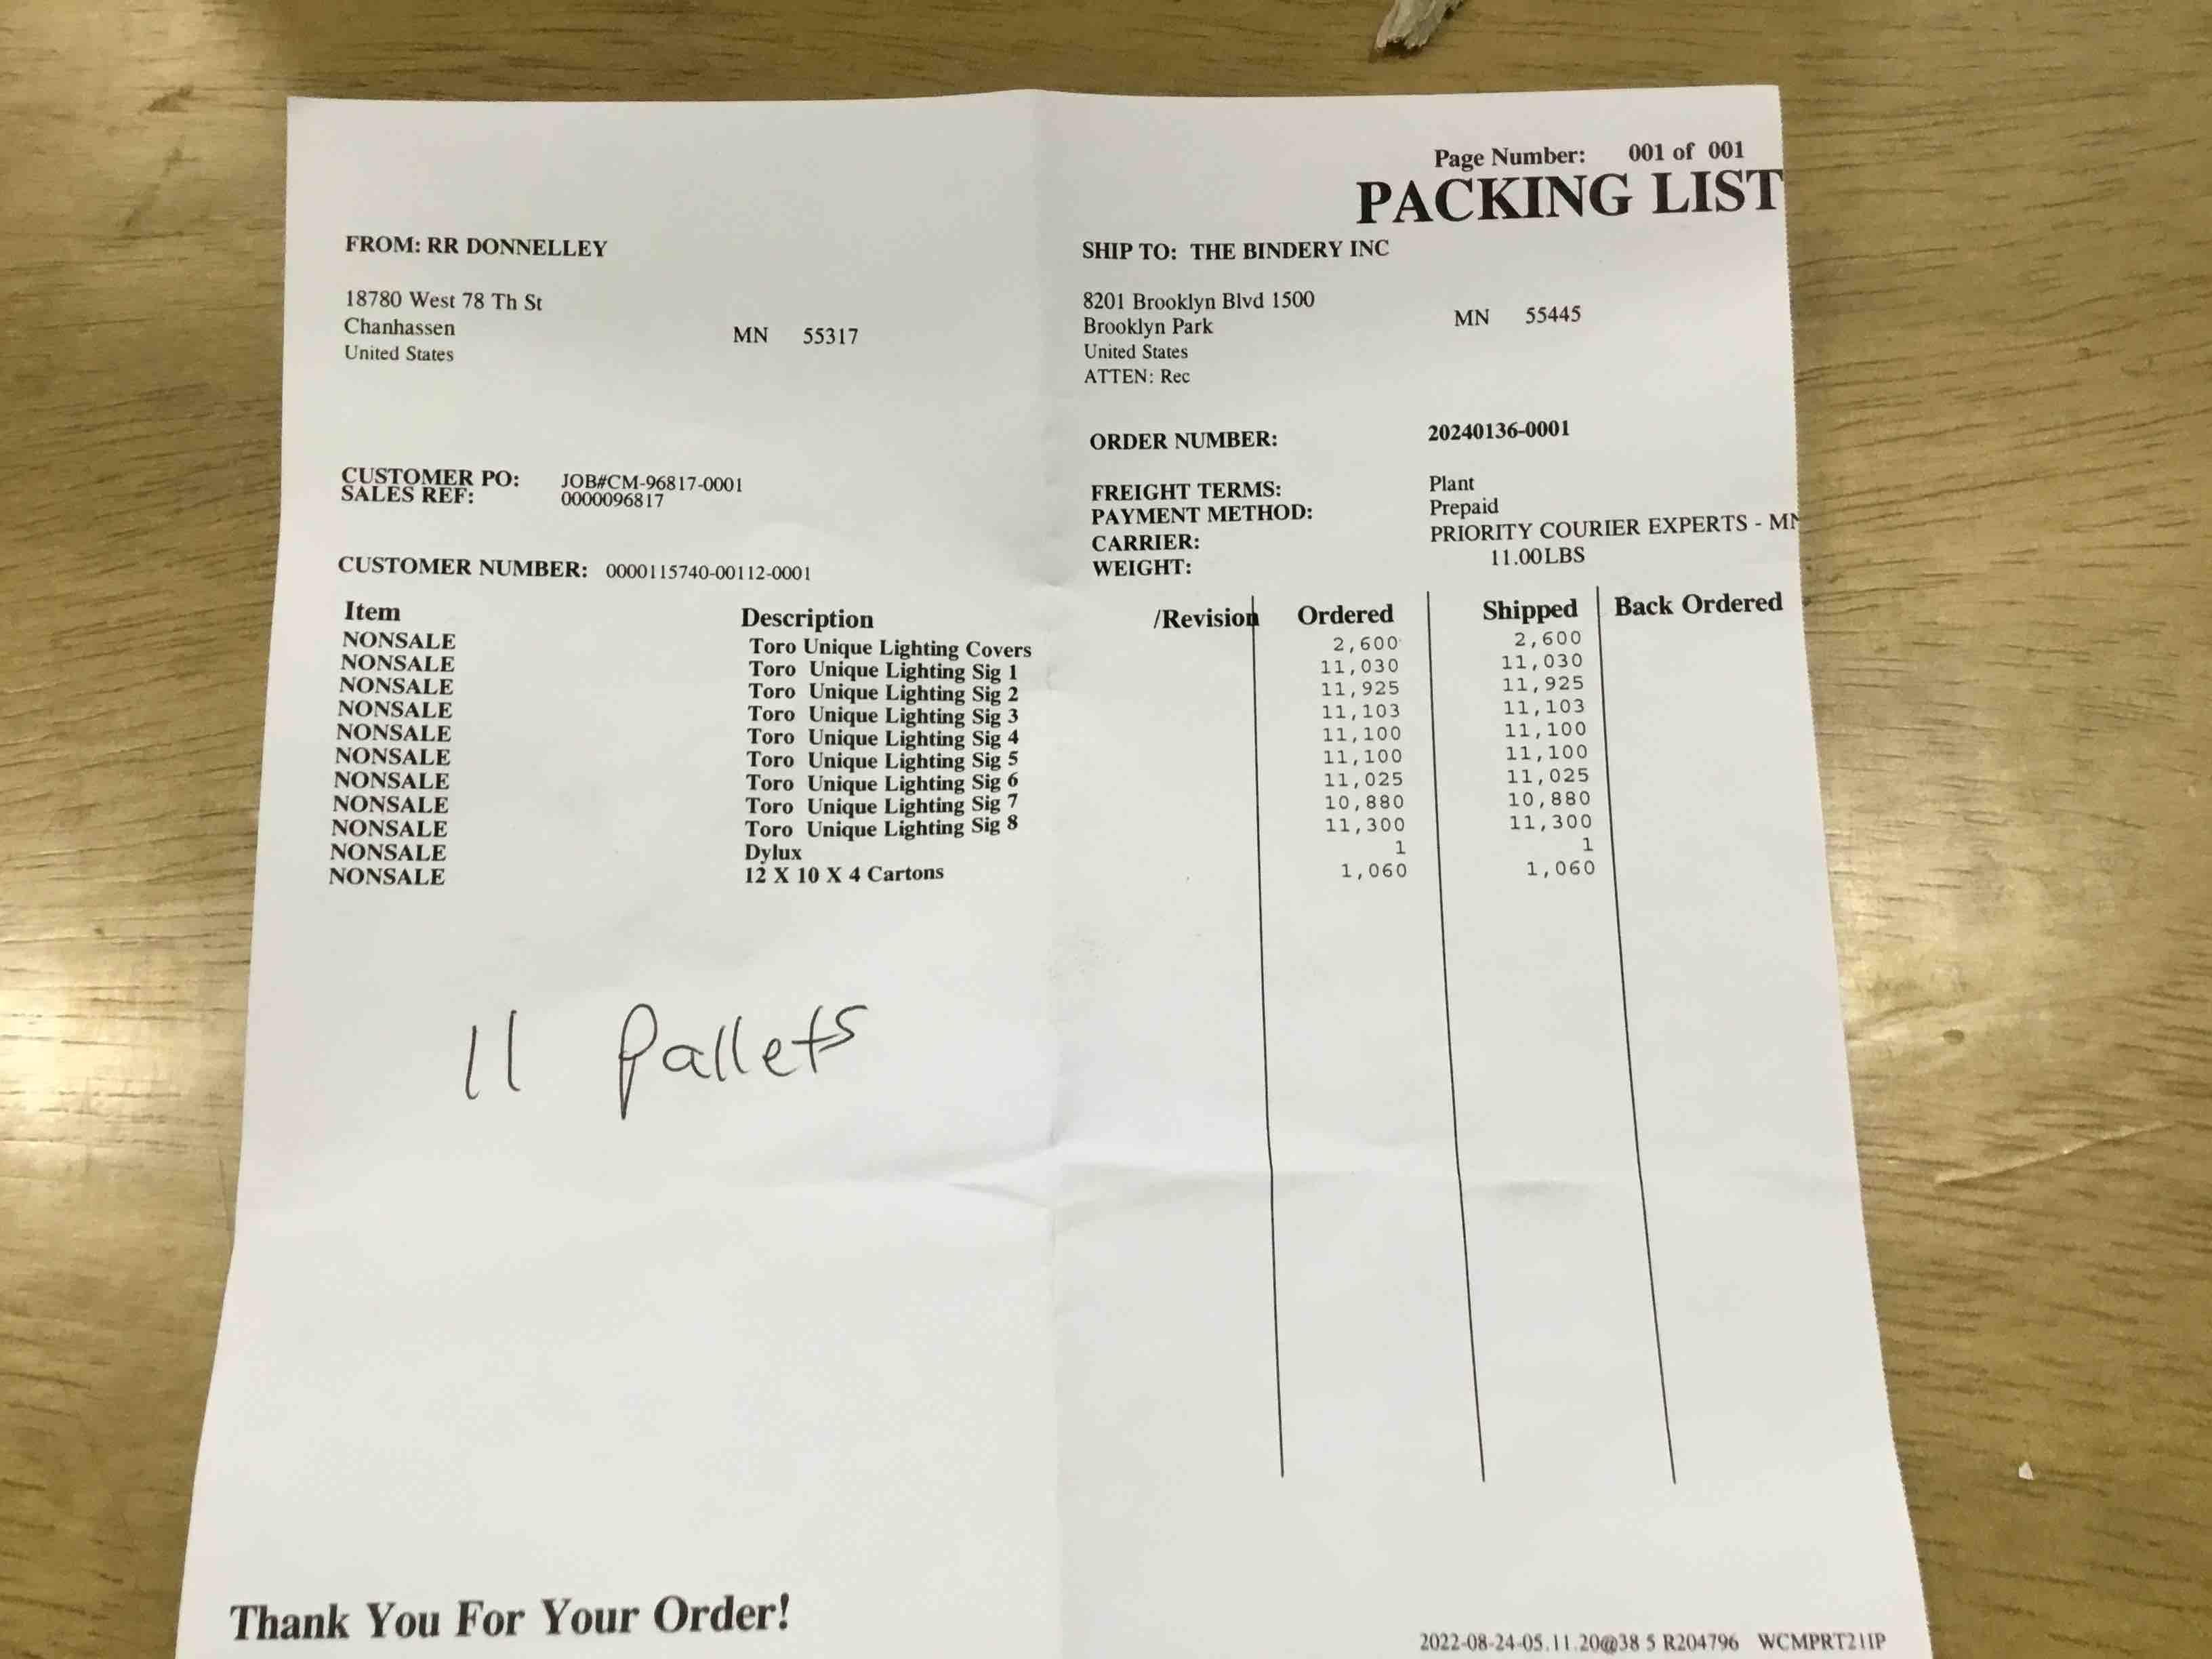 Page Number: 001 of 001
PACKING LIST
FROM: RR DONNELLEY
18780 West 78 Th St
Chanhassen MN 55317
United States
SHIP TO: THE BINDERY INC
8201 Brooklyn Blvd 1500
Brooklyn Park MN 55445
United States
ATTEN: Rec
CUSTOMER PO: JOB#CM-96817-0001
SALES REF: 0000096817
CUSTOMER NUMBER: 0000115740-00112-0001
ORDER NUMBER: 20240136-0001
FREIGHT TERMS: Plant
PAYMENT METHOD: Prepaid
CARRIER: PRIORITY COURIER EXPERTS - MN
WEIGHT: 11.00LBS
Item Description /Revision Ordered Shipped Back Ordered
NONSALE Toro Unique Lighting Covers 2,600 2,600
NONSALE Toro Unique Lighting Sig 1 11,030 11,030
NONSALE Toro Unique Lighting Sig 2 11,925 11,925
NONSALE Toro Unique Lighting Sig 3 11,103 11,103
NONSALE Toro Unique Lighting Sig 4 11,100 11,100
NONSALE Toro Unique Lighting Sig 5 11,100 11,100
NONSALE Toro Unique Lighting Sig 6 11,025 11,025
NONSALE Toro Unique Lighting Sig 7 10,880 10,880
NONSALE Toro Unique Lighting Sig 8 11,300 11,300
NONSALE Dylux 1 1
NONSALE 12 X 10 X 4 Cartons 1,060 1,060
11 Pallets
Thank You For Your Order!
2022-08-24-05.11.20@38 5 R204796 WCMPRT211P